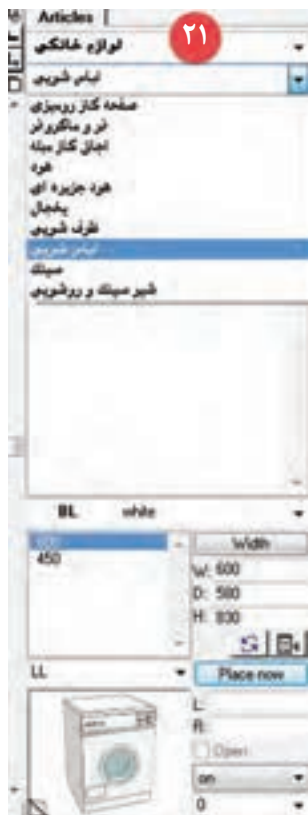 Articles
۲۱
لوازم خانگی
لباس شویی
صفحه گاز رومیزی
فر و ماکروفر
اجاق گاز مبله
هود
هود جزیره ای
یخچال
ظرف شویی
لباس شویی
سینک
شیر سینک و روشویی
BL white
600
450
Width
W: 600
D: 580
H: 830
LL
Place now
L:
R:
Open
on
0